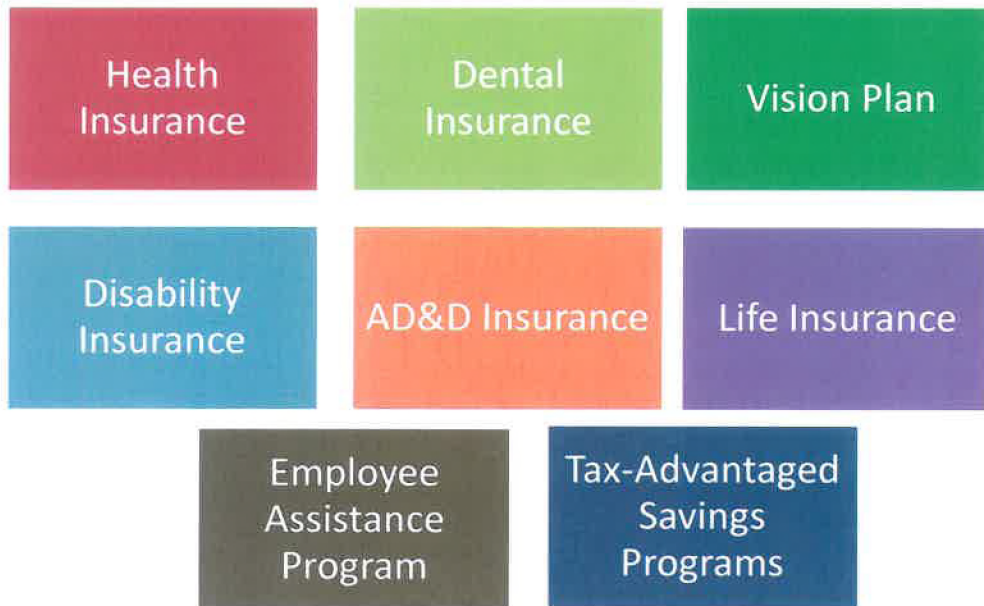 Health
Insurance
Dental
Insurance
Vision Plan
Disability
Insurance
AD&D Insurance
Life Insurance
Employee
Assistance
Program
Tax-Advantaged
Savings
Programs